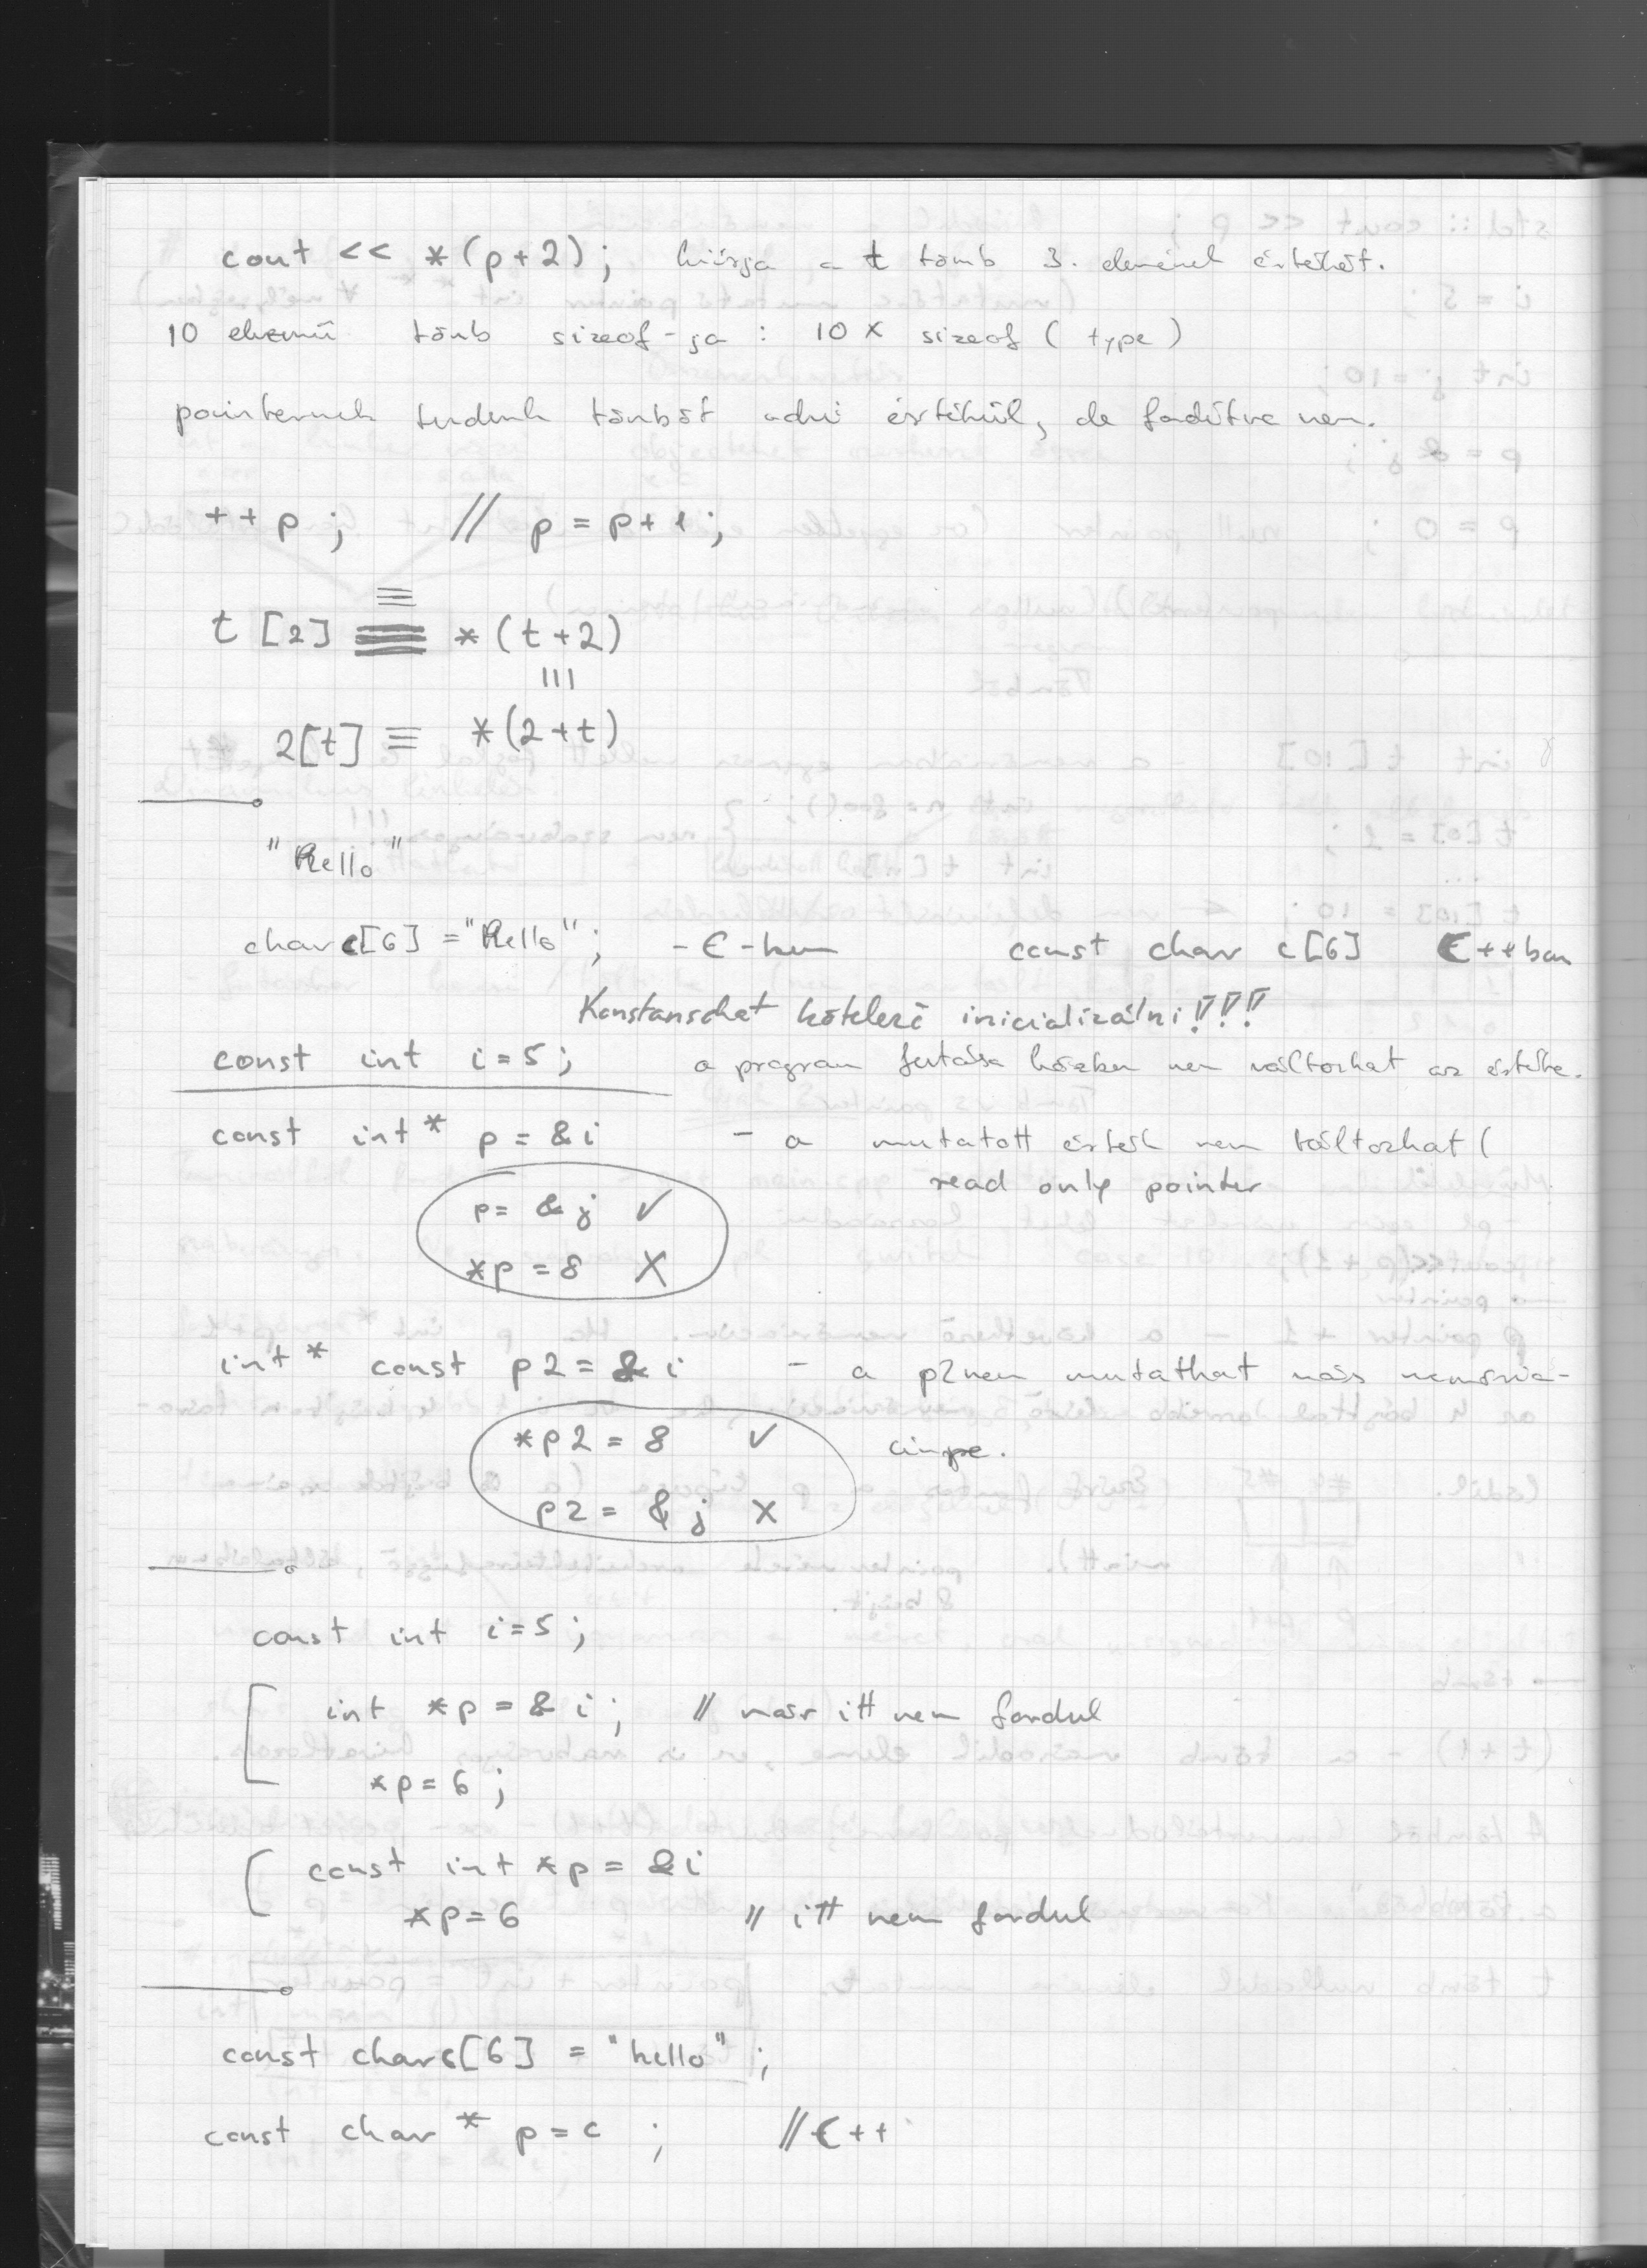 cout << *(p+2); kiírja a t tömb 3. elemének értékét.
10 elemű tömb sizeof-ja : 10 x sizeof ( type )
pointernek tudunk tömböt adni értékül, de fordítva nem.
++p ; // p = p+1;
≡
t [2] ≡ *(t+2)
|||
2[t] ≡ *(2+t)
"Hello"
char c[6] = "Hello"; - C-ben const char c[6] C++ban
Konstansokat kötelező inicializálni!!!
const int i=5; a program futása közben nem változhat az értéke.
const int* p = &i - a mutatott érték nem változhat (
read only pointer
p= &j ✓
*p =8 X
int* const p2 = &i - a p2 nem mutathat más memória-
címre.
*p2 = 8 ✓
p2 = &j X
const int i=5;
int *p = &i; // már itt nem fordul
*p=6;
const int *p = &i
*p=6 // itt nem fordul
const char c[6] = "hello";
const char* p=c ; //C++